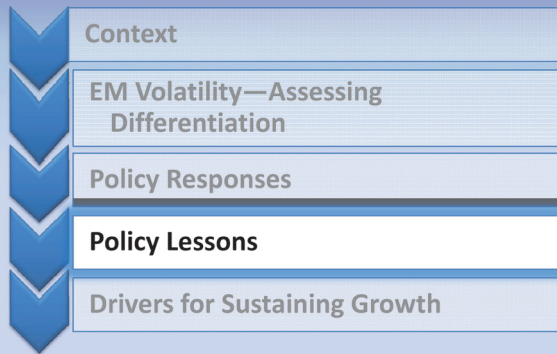 Context
EM Volatility—Assessing
Differentiation
Policy Responses
Policy Lessons
Drivers for Sustaining Growth